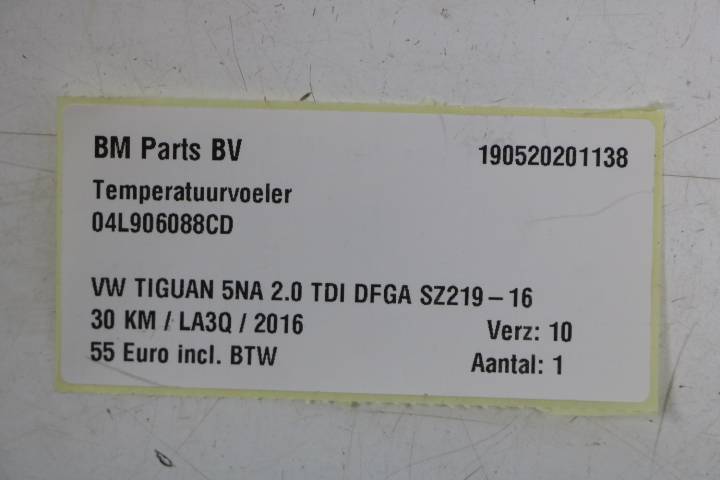 BM Parts BV 190520201138
Temperatuurvoeler
04L906088CD
VW TIGUAN 5NA 2.0 TDI DFGA SZ219-16
30 KM / LA3Q / 2016 Verz: 10
55 Euro incl. BTW Aantal: 1